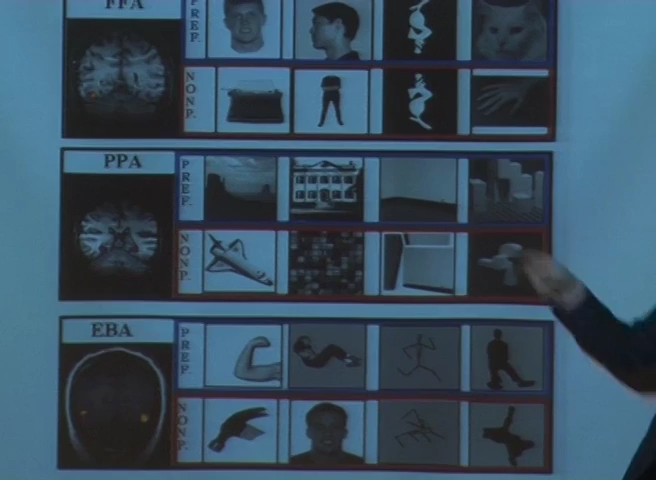 FFA
PREF.
NONP.
PPA
PREF.
NONP.
EBA
PREF.
NONP.